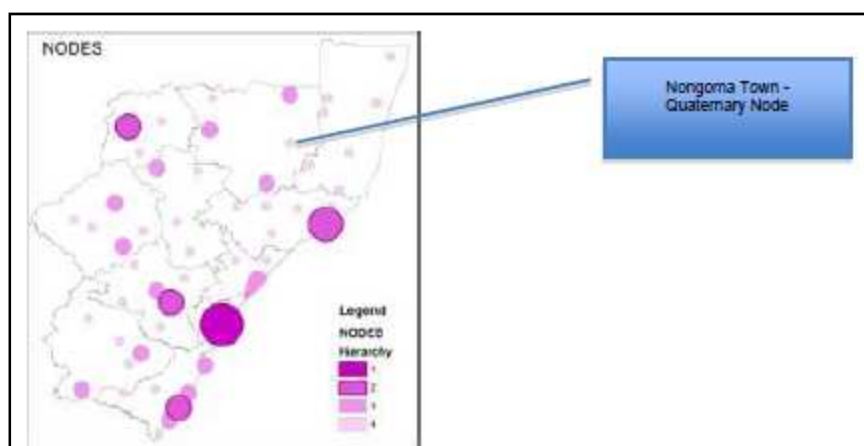 NODES
Nongoma Town -
Quaternary Node
Legend
NODES
Hierarchy
1
2
3
4